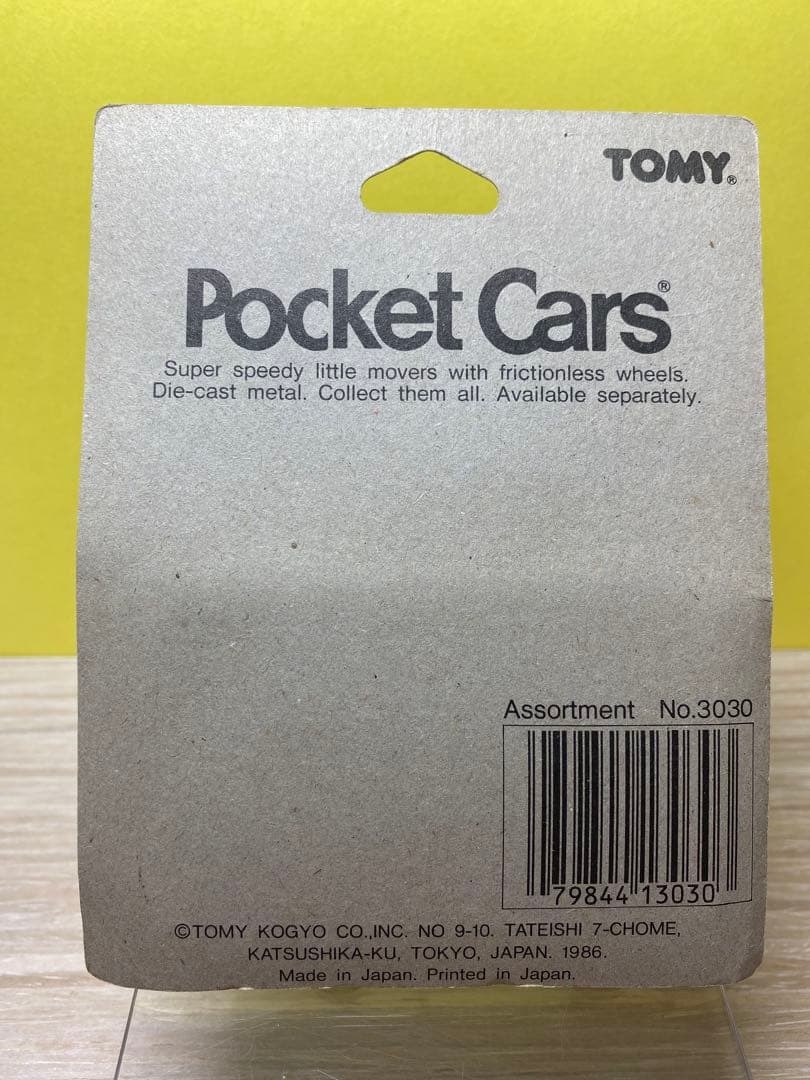 TOMY®
Pocket Cars®
Super speedy little movers with frictionless wheels.
Die-cast metal. Collect them all. Available separately.
Assortment No.3030
79844 13030
©TOMY KOGYO CO.,INC. NO 9-10. TATEISHI 7-CHOME,
KATSUSHIKA-KU, TOKYO, JAPAN. 1986.
Made in Japan. Printed in Japan.